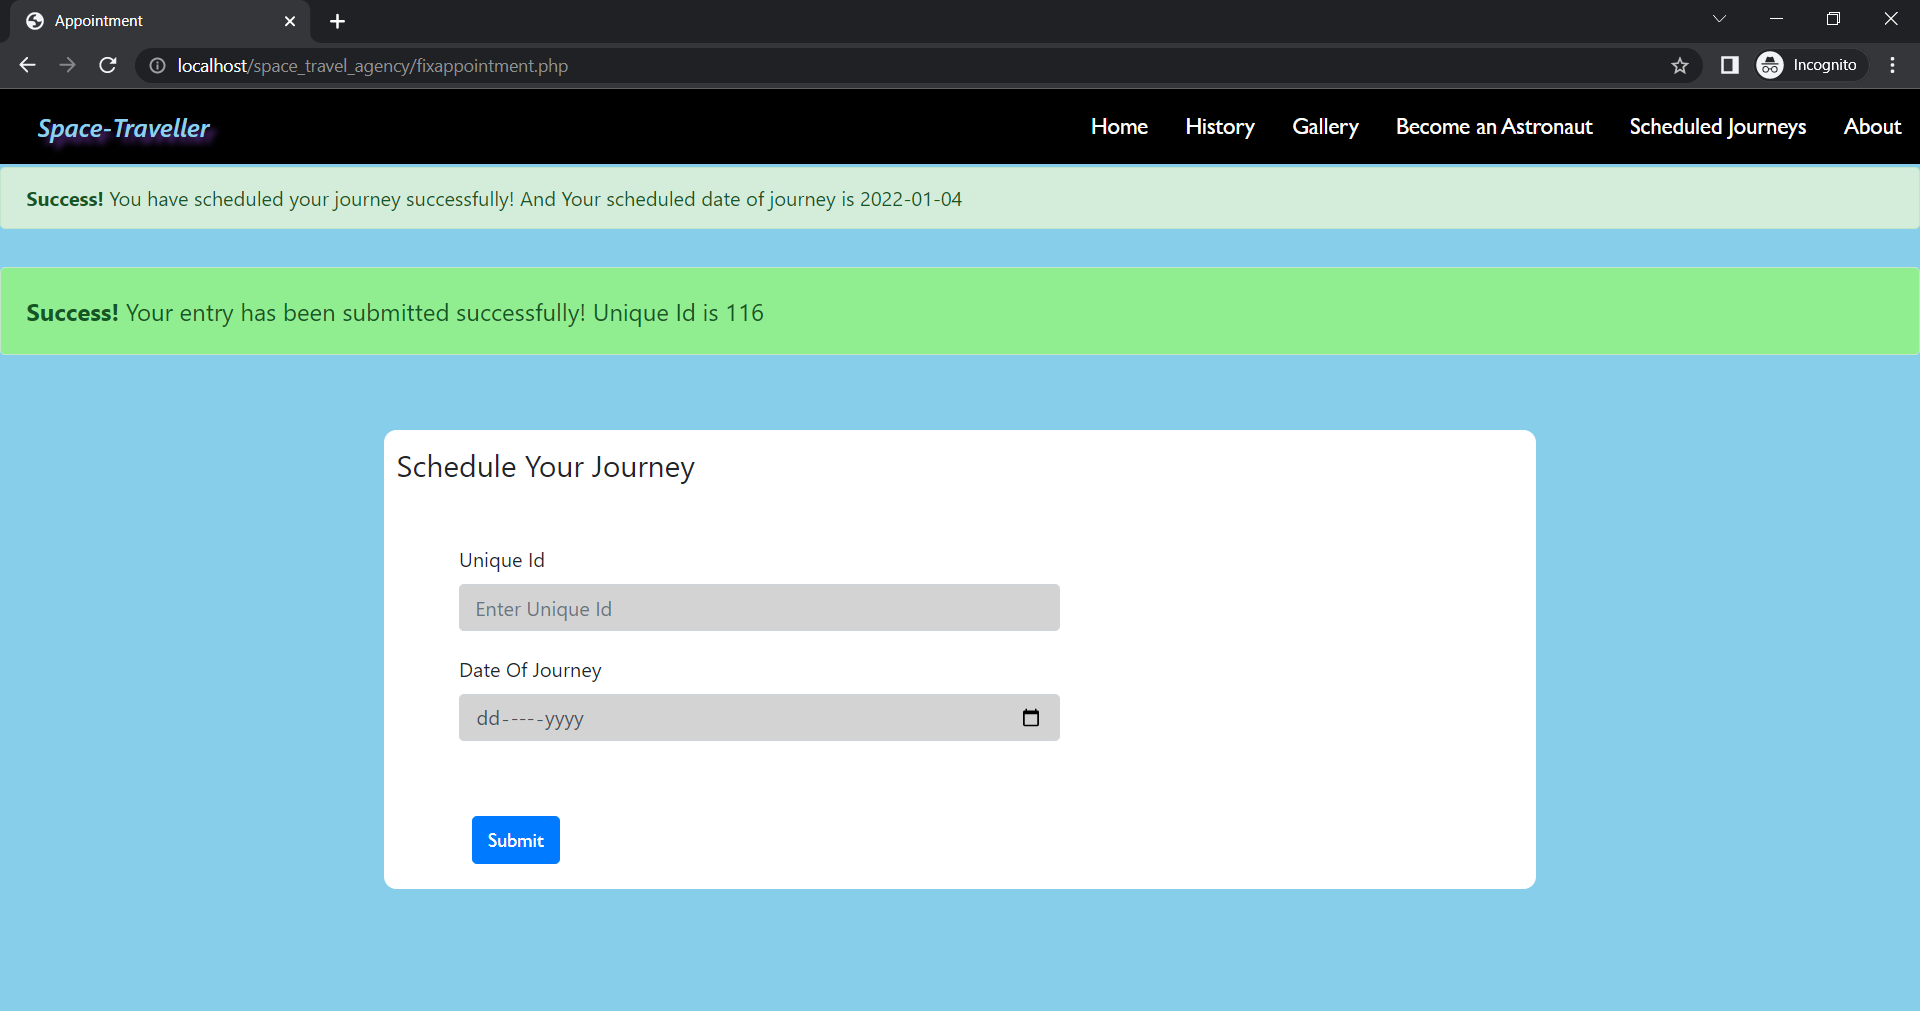 Appointment
localhost/space_travel_agency/fixappointment.php
Incognito
Space-Traveller
Home History Gallery Become an Astronaut Scheduled Journeys About
Success! You have scheduled your journey successfully! And Your scheduled date of journey is 2022-01-04
Success! Your entry has been submitted successfully! Unique Id is 116
Schedule Your Journey
Unique Id
Enter Unique Id
Date Of Journey
dd-----yyyy
Submit